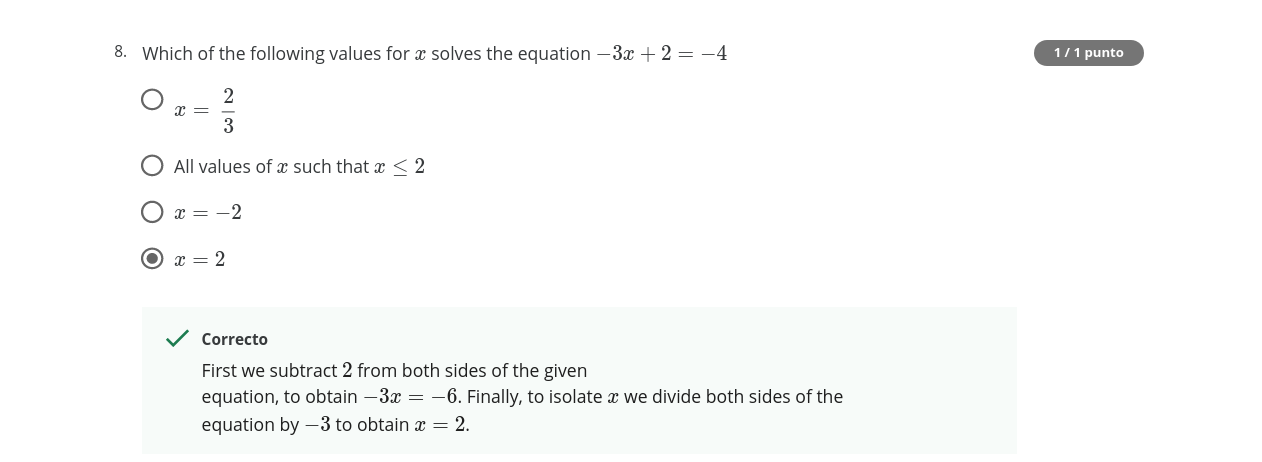 8. Which of the following values for x solves the equation −3x + 2 = −4
1 / 1 punto
x = 2/3
All values of x such that x ≤ 2
x = −2
x = 2
Correcto
First we subtract 2 from both sides of the given
equation, to obtain −3x = −6. Finally, to isolate x we divide both sides of the
equation by −3 to obtain x = 2.